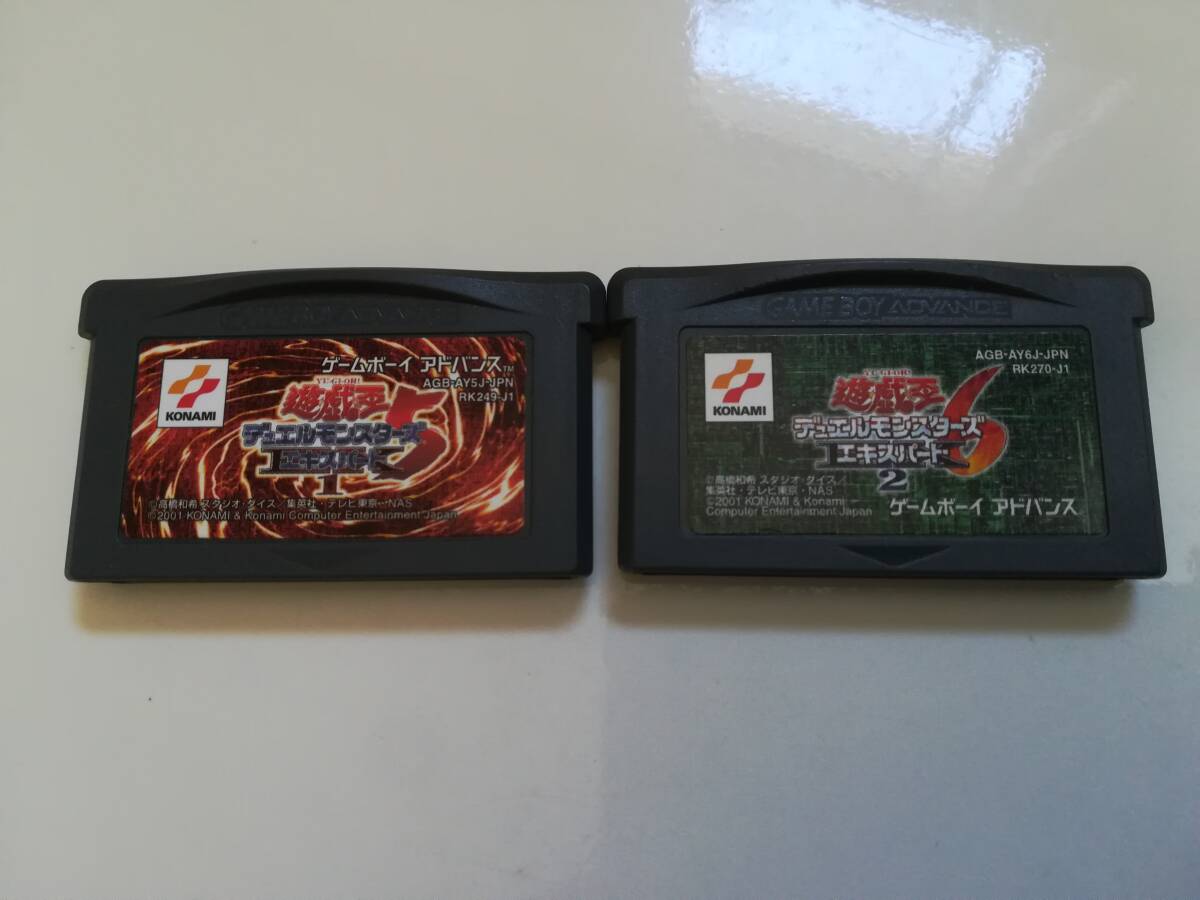 GAME BOY ADVANCE
KONAMI
ゲームボーイ アドバンス™
AGB-AY5J-JPN
RK249-J1
YU-GI-OH!
遊戯王
デュエルモンスターズ5
エキスパート
1
©高橋和希 スタジオ・ダイス／集英社・テレビ東京・NAS
©2001 KONAMI & Konami Computer Entertainment Japan
GAME BOY ADVANCE
KONAMI
AGB-AY6J-JPN
RK270-J1
YU-GI-OH!
遊戯王
デュエルモンスターズ6
エキスパート
2
©高橋和希 スタジオ・ダイス／
集英社・テレビ東京・NAS
©2001 KONAMI & Konami
Computer Entertainment Japan
ゲームボーイ アドバンス